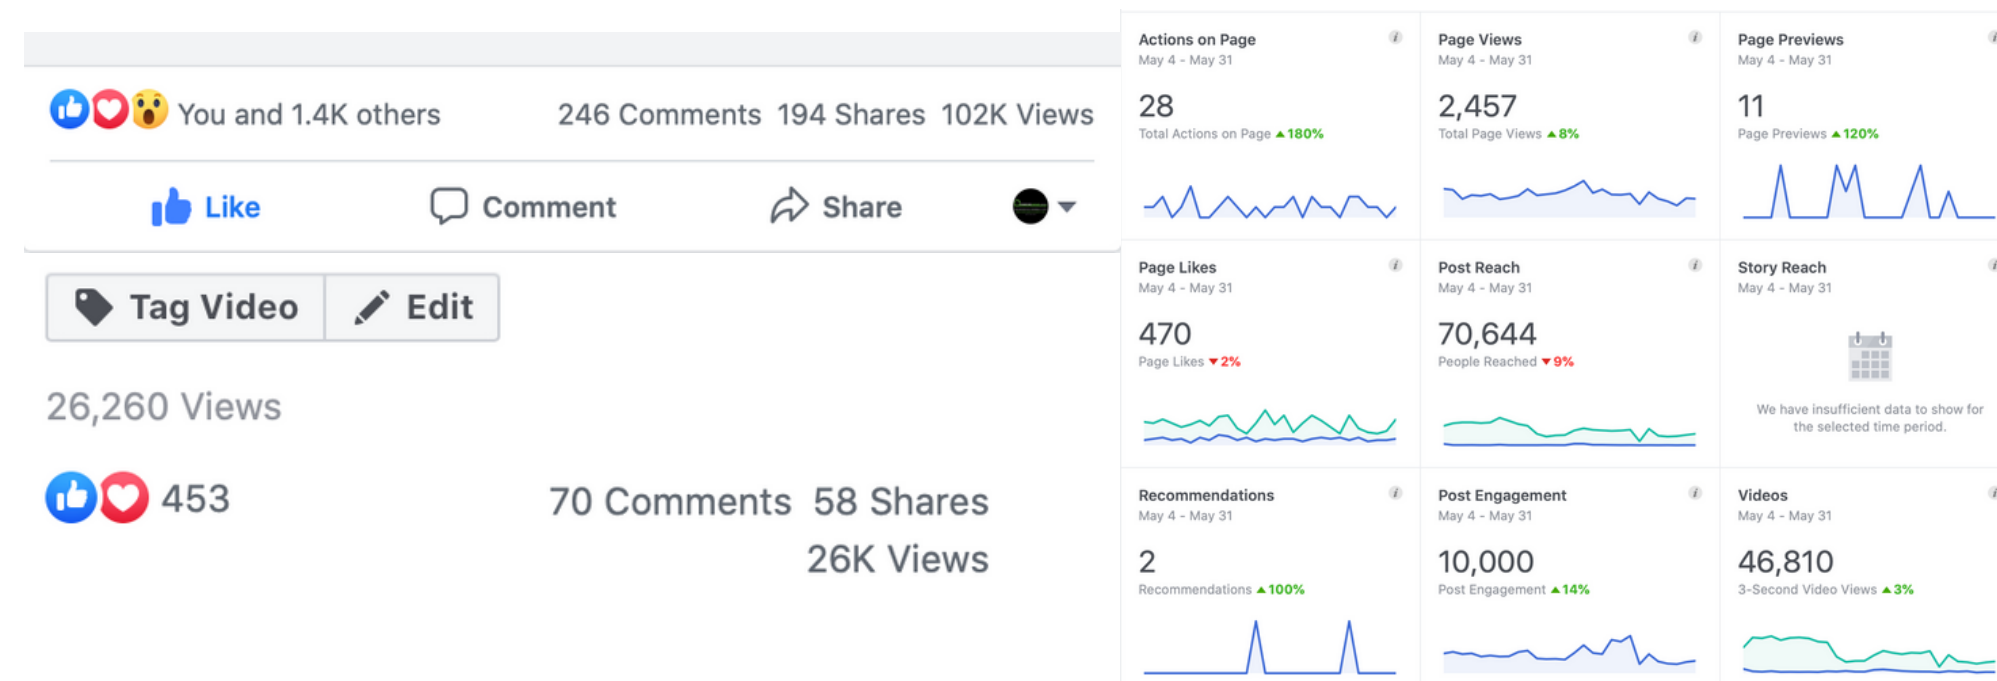 You and 1.4K others 246 Comments 194 Shares 102K Views
Like Comment Share
Tag Video Edit
26,260 Views
453 70 Comments 58 Shares
26K Views
Actions on Page
May 4 - May 31
28
Total Actions on Page ▲180%
Page Views
May 4 - May 31
2,457
Total Page Views ▲8%
Page Previews
May 4 - May 31
11
Page Previews ▲120%
Page Likes
May 4 - May 31
470
Page Likes ▼2%
Post Reach
May 4 - May 31
70,644
People Reached ▼9%
Story Reach
May 4 - May 31
We have insufficient data to show for
the selected time period.
Recommendations
May 4 - May 31
2
Recommendations ▲100%
Post Engagement
May 4 - May 31
10,000
Post Engagement ▲14%
Videos
May 4 - May 31
46,810
3-Second Video Views ▲3%